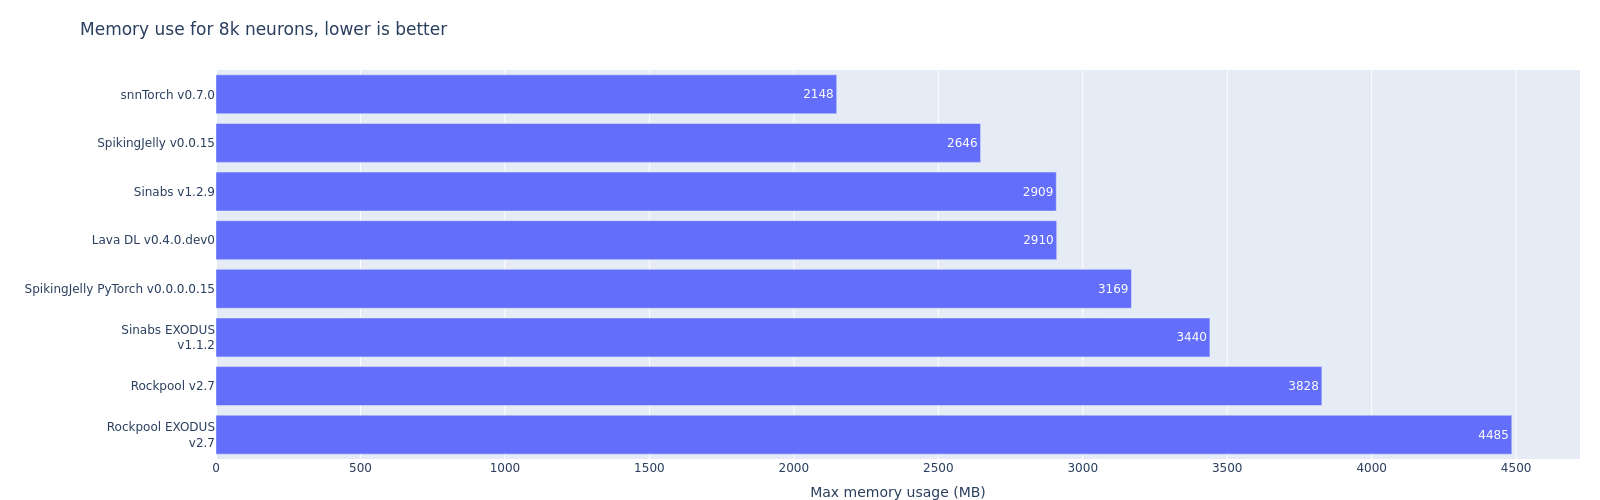 Memory use for 8k neurons, lower is better
snnTorch v0.7.0
2148
SpikingJelly v0.0.15
2646
Sinabs v1.2.9
2909
Lava DL v0.4.0.dev0
2910
SpikingJelly PyTorch v0.0.0.0.15
3169
Sinabs EXODUS
v1.1.2
3440
Rockpool v2.7
3828
Rockpool EXODUS
v2.7
4485
0 500 1000 1500 2000 2500 3000 3500 4000 4500
Max memory usage (MB)